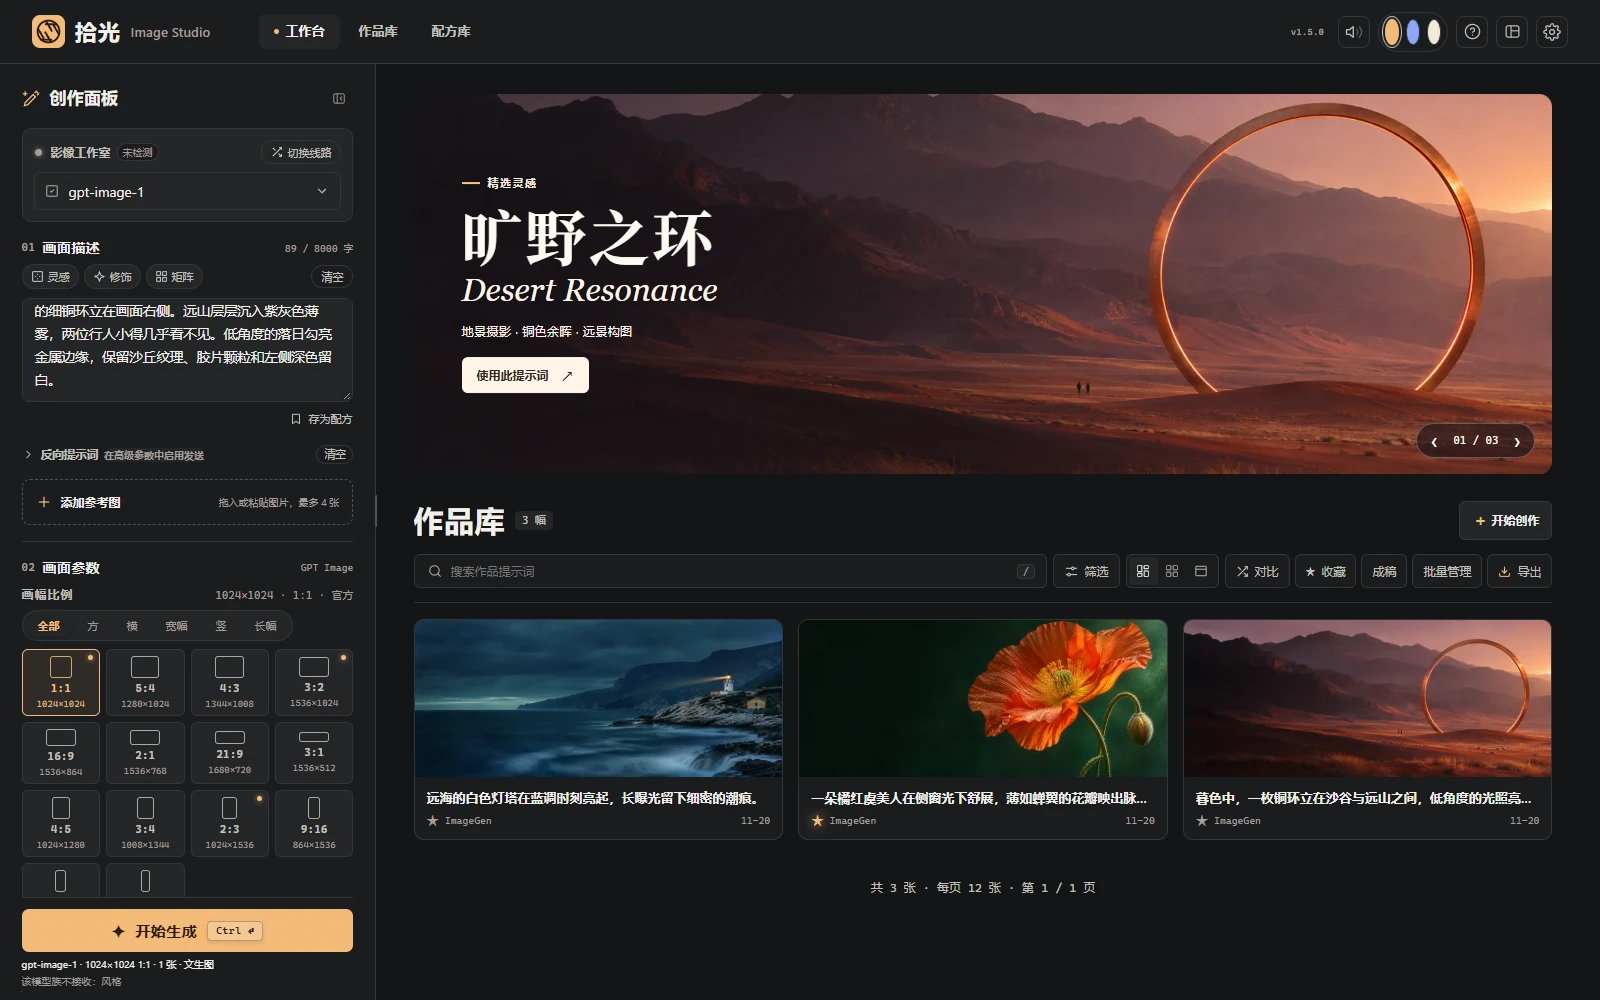 拾光 Image Studio
工作台
作品库
配方库
v1.5.0
创作面板
影像工作室 未检测
切换线路
gpt-image-1
01 画面描述
89 / 8000 字
灵感
修饰
矩阵
清空
的细铜环立在画面右侧。远山层层沉入紫灰色薄
雾，两位行人小得几乎看不见。低角度的落日勾亮
金属边缘，保留沙丘纹理、胶片颗粒和左侧深色留
白。
存为配方
反向提示词 在高级参数中启用发送
清空
添加参考图
拖入或粘贴图片，最多 4 张
02 画面参数
GPT Image
画幅比例
1024×1024 · 1:1 · 官方
全部
方
横
宽幅
竖
长幅
1:1
1024×1024
5:4
1280×1024
4:3
1344×1008
3:2
1536×1024
16:9
1536×864
2:1
1536×768
21:9
1680×720
3:1
1536×512
4:5
1024×1280
3:4
1008×1344
2:3
1024×1536
9:16
864×1536
开始生成 Ctrl ⏎
gpt-image-1 · 1024×1024 1:1 · 1 张 · 文生图
该模型族不接收：风格
精选灵感
旷野之环
Desert Resonance
地景摄影 · 铜色余晖 · 远景构图
使用此提示词 ↗
01 / 03
作品库 3 幅
开始创作
搜索作品提示词 /
筛选
对比
收藏
成稿
批量管理
导出
远海的白色灯塔在蓝调时刻亮起，长曝光留下细密的潮痕。
ImageGen
11-20
一朵橘红虞美人在侧窗光下舒展，薄如蝉翼的花瓣映出脉...
ImageGen
11-20
暮色中，一枚铜环立在沙谷与远山之间，低角度的光照亮...
ImageGen
11-20
共 3 张 · 每页 12 张 · 第 1 / 1 页